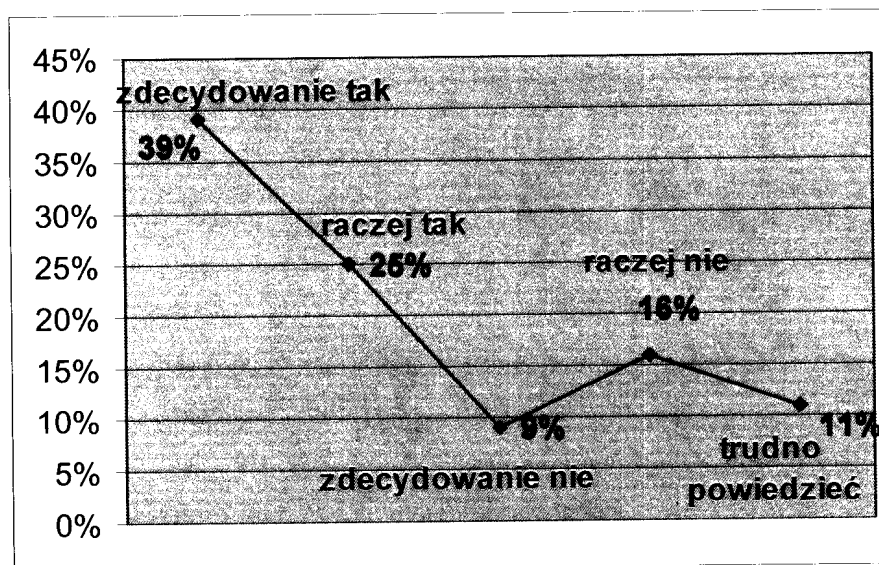 45%
40%
35%
30%
25%
20%
15%
10%
5%
0%
zdecydowanie tak
39%
raczej tak
25%
raczej nie
16%
9%
zdecydowanie nie
11%
trudno
powiedzieć